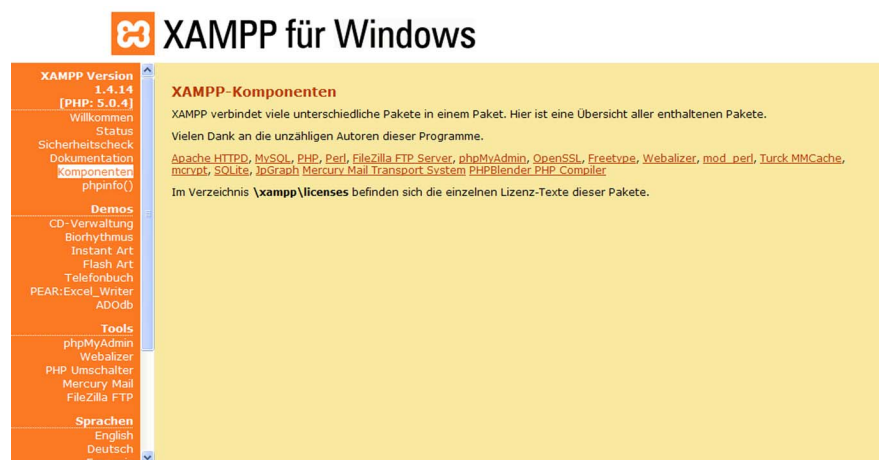 XAMPP für Windows
XAMPP Version
1.4.14
[PHP: 5.0.4]
Willkommen
Status
Sicherheitscheck
Dokumentation
Komponenten
phpinfo()
Demos
CD-Verwaltung
Biorhythmus
Instant Art
Flash Art
Telefonbuch
PEAR:Excel_Writer
ADOdb
Tools
phpMyAdmin
Webalizer
PHP Umschalter
Mercury Mail
FileZilla FTP
Sprachen
English
Deutsch
XAMPP-Komponenten
XAMPP verbindet viele unterschiedliche Pakete in einem Paket. Hier ist eine Übersicht aller enthaltenen Pakete.
Vielen Dank an die unzähligen Autoren dieser Programme.
Apache HTTPD, MySQL, PHP, Perl, FileZilla FTP Server, phpMyAdmin, OpenSSL, Freetype, Webalizer, mod_perl, Turck MMCache,
mcrypt, SQLite, JpGraph Mercury Mail Transport System PHPBlender PHP Compiler
Im Verzeichnis \xampp\licenses befinden sich die einzelnen Lizenz-Texte dieser Pakete.